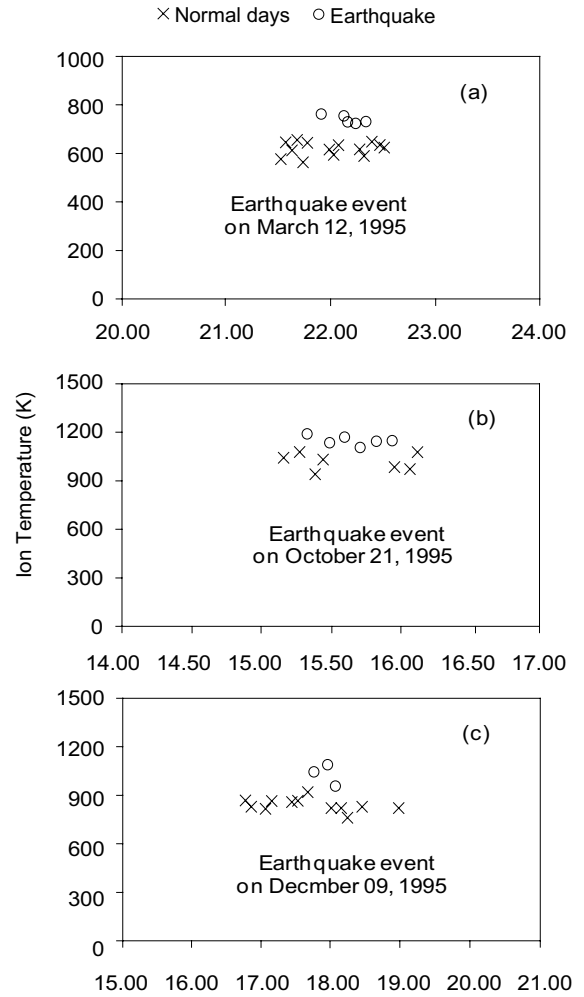 Normal days Earthquake
1000
800
600
400
200
0
(a)
Earthquake event
on March 12, 1995
20.00 21.00 22.00 23.00 24.00
Ion Temperature (K)
1500
1200
900
600
300
0
(b)
Earthquake event
on October 21, 1995
14.00 14.50 15.00 15.50 16.00 16.50 17.00
1500
1200
900
600
300
0
(c)
Earthquake event
on Decmber 09, 1995
15.00 16.00 17.00 18.00 19.00 20.00 21.00